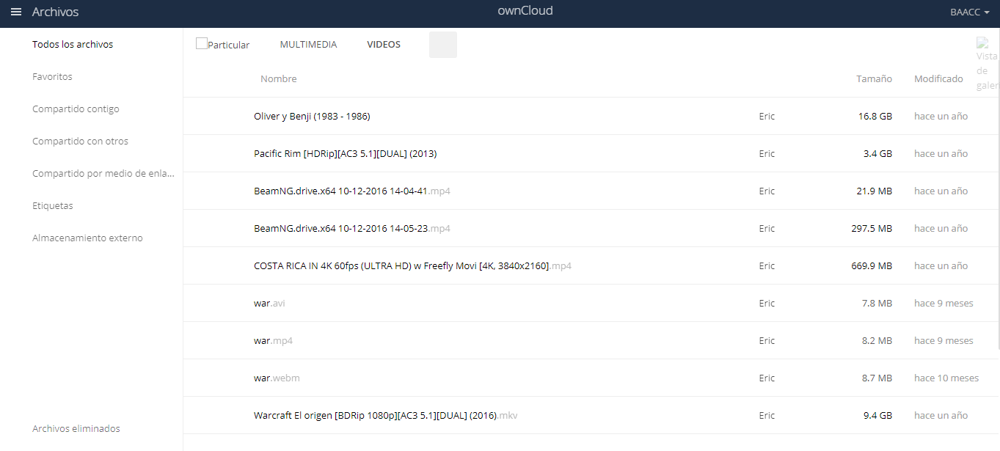 Archivos
ownCloud
BAACC
Todos los archivos
Favoritos
Compartido contigo
Compartido con otros
Compartido por medio de enla...
Etiquetas
Almacenamiento externo
Archivos eliminados
Particular MULTIMEDIA VIDEOS
Vista
de
galer
Nombre Tamaño Modificado
Oliver y Benji (1983 - 1986) Eric 16.8 GB hace un año
Pacific Rim [HDRip][AC3 5.1][DUAL] (2013) Eric 3.4 GB hace un año
BeamNG.drive.x64 10-12-2016 14-04-41.mp4 Eric 21.9 MB hace un año
BeamNG.drive.x64 10-12-2016 14-05-23.mp4 Eric 297.5 MB hace un año
COSTA RICA IN 4K 60fps (ULTRA HD) w Freefly Movi [4K, 3840x2160].mp4 Eric 669.9 MB hace un año
war.avi Eric 7.8 MB hace 9 meses
war.mp4 Eric 8.2 MB hace 9 meses
war.webm Eric 8.7 MB hace 10 meses
Warcraft El origen [BDRip 1080p][AC3 5.1][DUAL] (2016).mkv Eric 9.4 GB hace un año